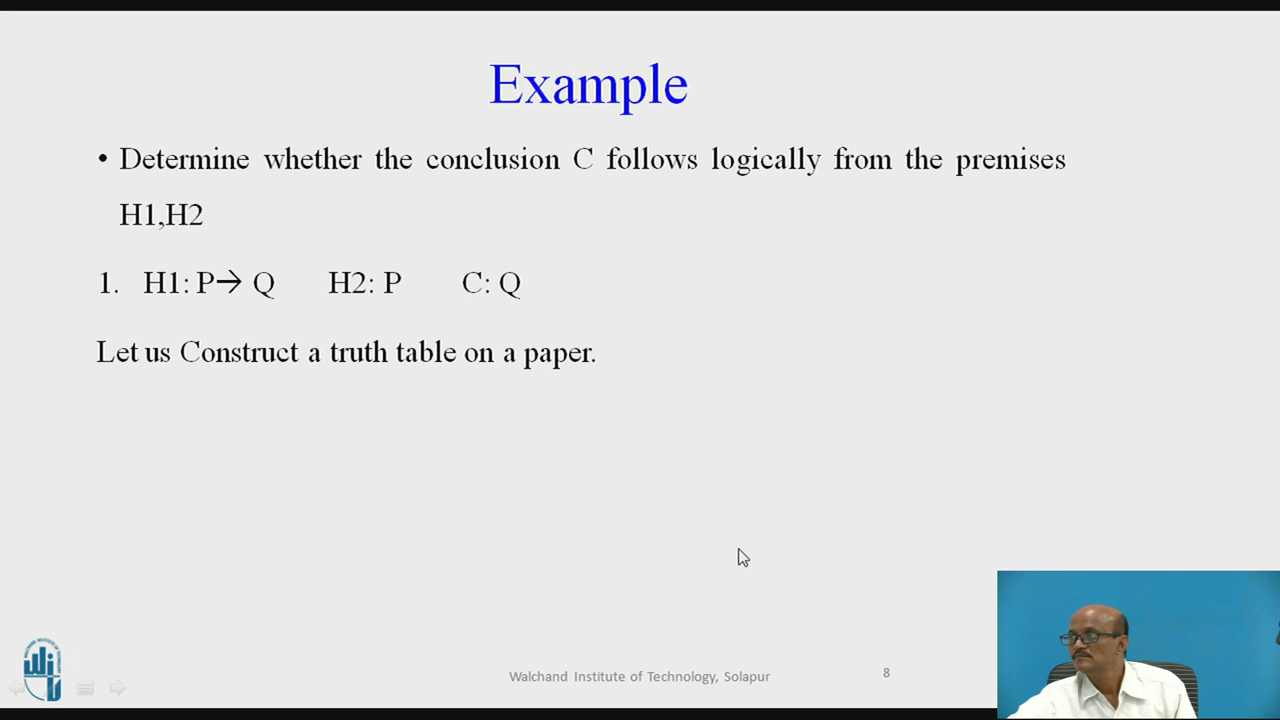 Example
• Determine whether the conclusion C follows logically from the premises
H1,H2
1. H1: P→ Q H2: P C: Q
Let us Construct a truth table on a paper.
Walchand Institute of Technology, Solapur
8